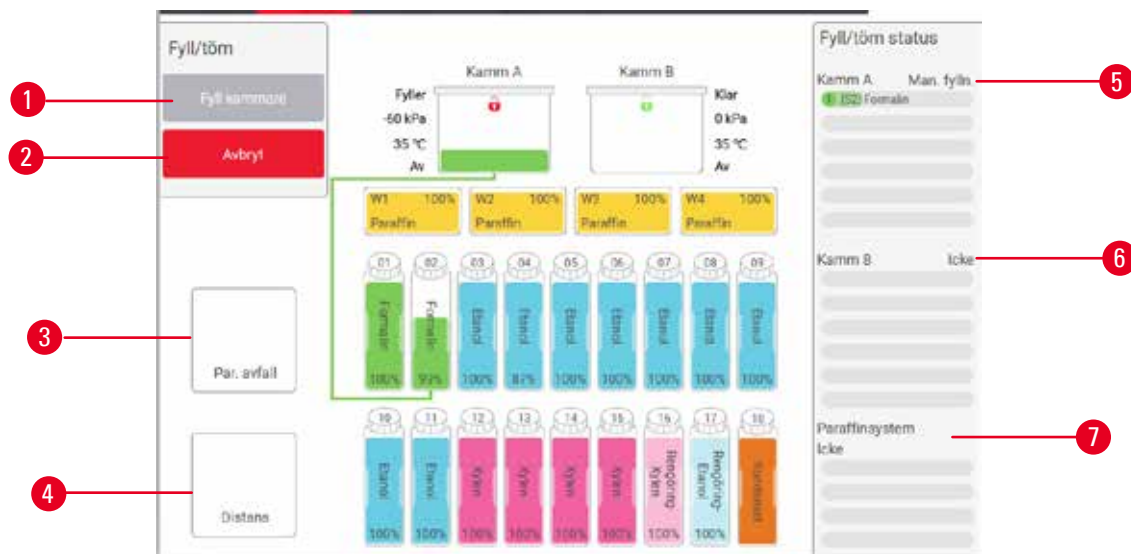 Fyll/töm
Fyll kammare
Avbryt
Par. avfall
Distans
1
2
3
4
Kamm A
Kamm B
Fyller
-60 kPa
35 °C
Av
Klar
0 kPa
35 °C
Av
W1 100%
Paraffin
W2 100%
Paraffin
W3 100%
Paraffin
W4 100%
Paraffin
01 02 03 04 05 06 07 08 09
Formalin
Formalin
Etanol
Etanol
Etanol
Etanol
Etanol
Etanol
Etanol
100% 100% 87% 100% 100% 100% 100% 100%
10 11 12 13 14 15 16 17 18
Etanol
Etanol
Xylen
Xylen
Xylen
Xylen
Rengöring-
Xylen
Rengöring-
Etanol
100% 100% 100% 100% 100% 100% 100% 100%
Fyll/töm status
Kamm A Man. fylln
1 (S2) Formalin
Kamm B Icke
Paraffinsystem
Icke
5
6
7